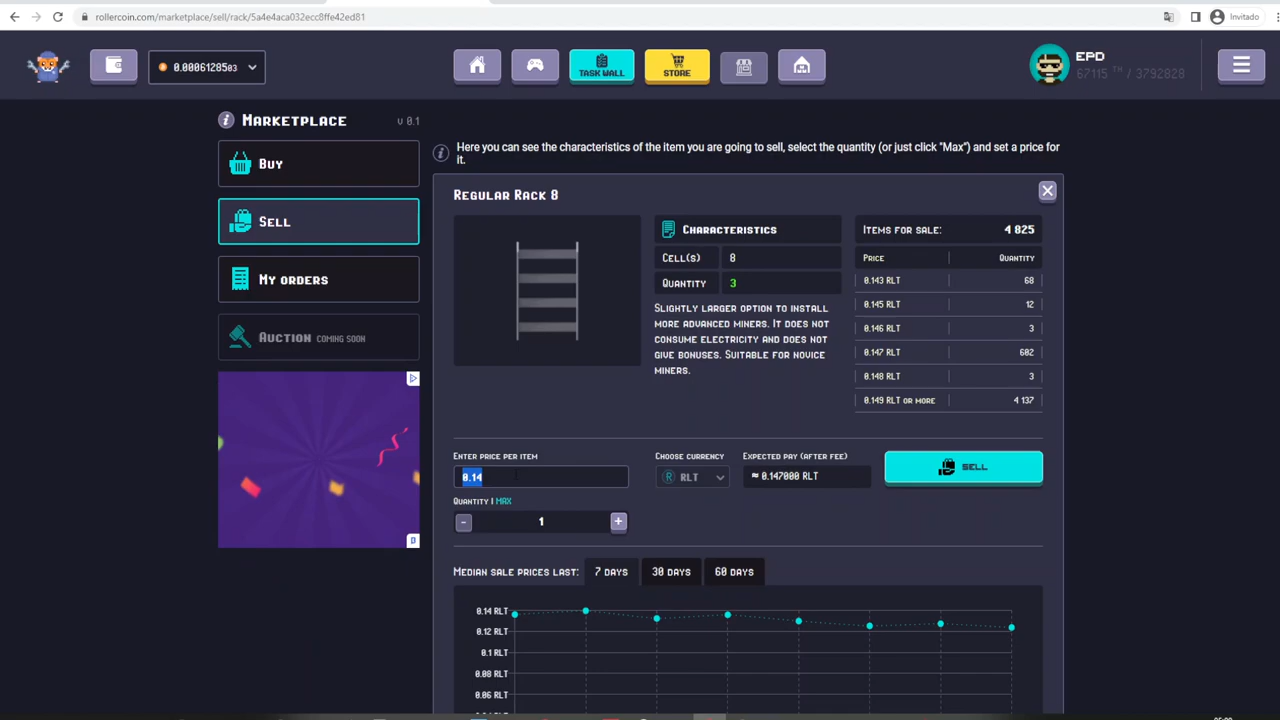 rollercoin.com/marketplace/sell/rack/5a4e4aca032ecc8ffe42ed81
Invitado
0.0006128503
TASK WALL
STORE
EPD
67115 TH / 3792828
MARKETPLACE
v 0.1
BUY
SELL
MY ORDERS
AUCTION COMING SOON
Here you can see the characteristics of the item you are going to sell, select the quantity (or just click "Max") and set a price for
it.
REGULAR RACK 8
CHARACTERISTICS
CELL(S) 8
QUANTITY 3
SLIGHTLY LARGER OPTION TO INSTALL
MORE ADVANCED MINERS. IT DOES NOT
CONSUME ELECTRICITY AND DOES NOT
GIVE BONUSES. SUITABLE FOR NOVICE
MINERS.
ITEMS FOR SALE: 4 825
PRICE QUANTITY
0.143 RLT 68
0.145 RLT 12
0.146 RLT 3
0.147 RLT 602
0.148 RLT 3
0.149 RLT OR MORE 4 137
ENTER PRICE PER ITEM
0.14
QUANTITY | MAX
- 1 +
CHOOSE CURRENCY
RLT
EXPECTED PAY (AFTER FEE)
≈ 0.147000 RLT
SELL
MEDIAN SALE PRICES LAST: 7 DAYS 30 DAYS 60 DAYS
0.14 RLT
0.12 RLT
0.1 RLT
0.08 RLT
0.06 RLT